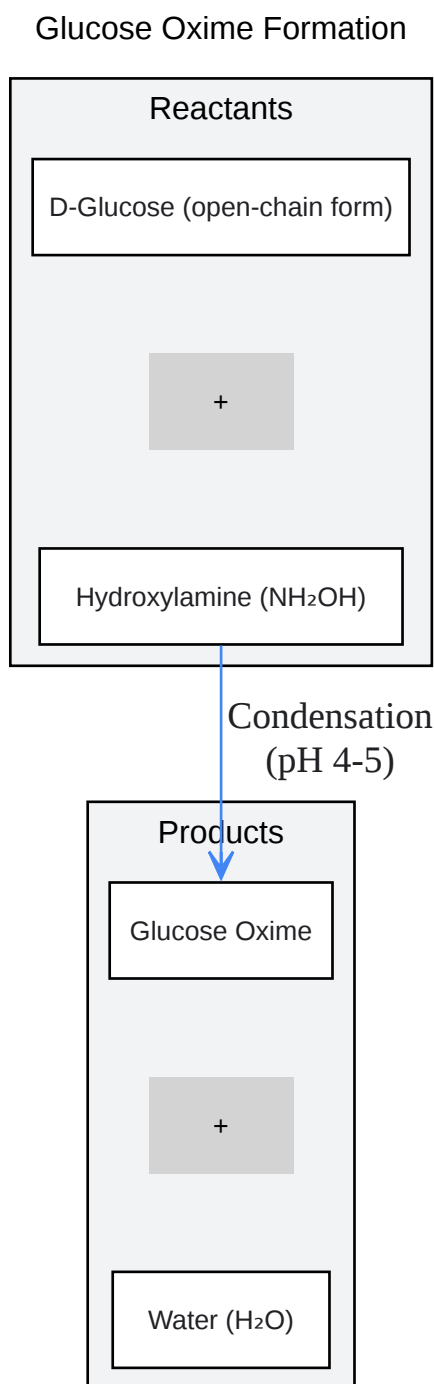 Glucose Oxime Formation
Reactants
D-Glucose (open-chain form)
+
Hydroxylamine (NH₂OH)
Condensation
(pH 4-5)
Products
Glucose Oxime
+
Water (H₂O)